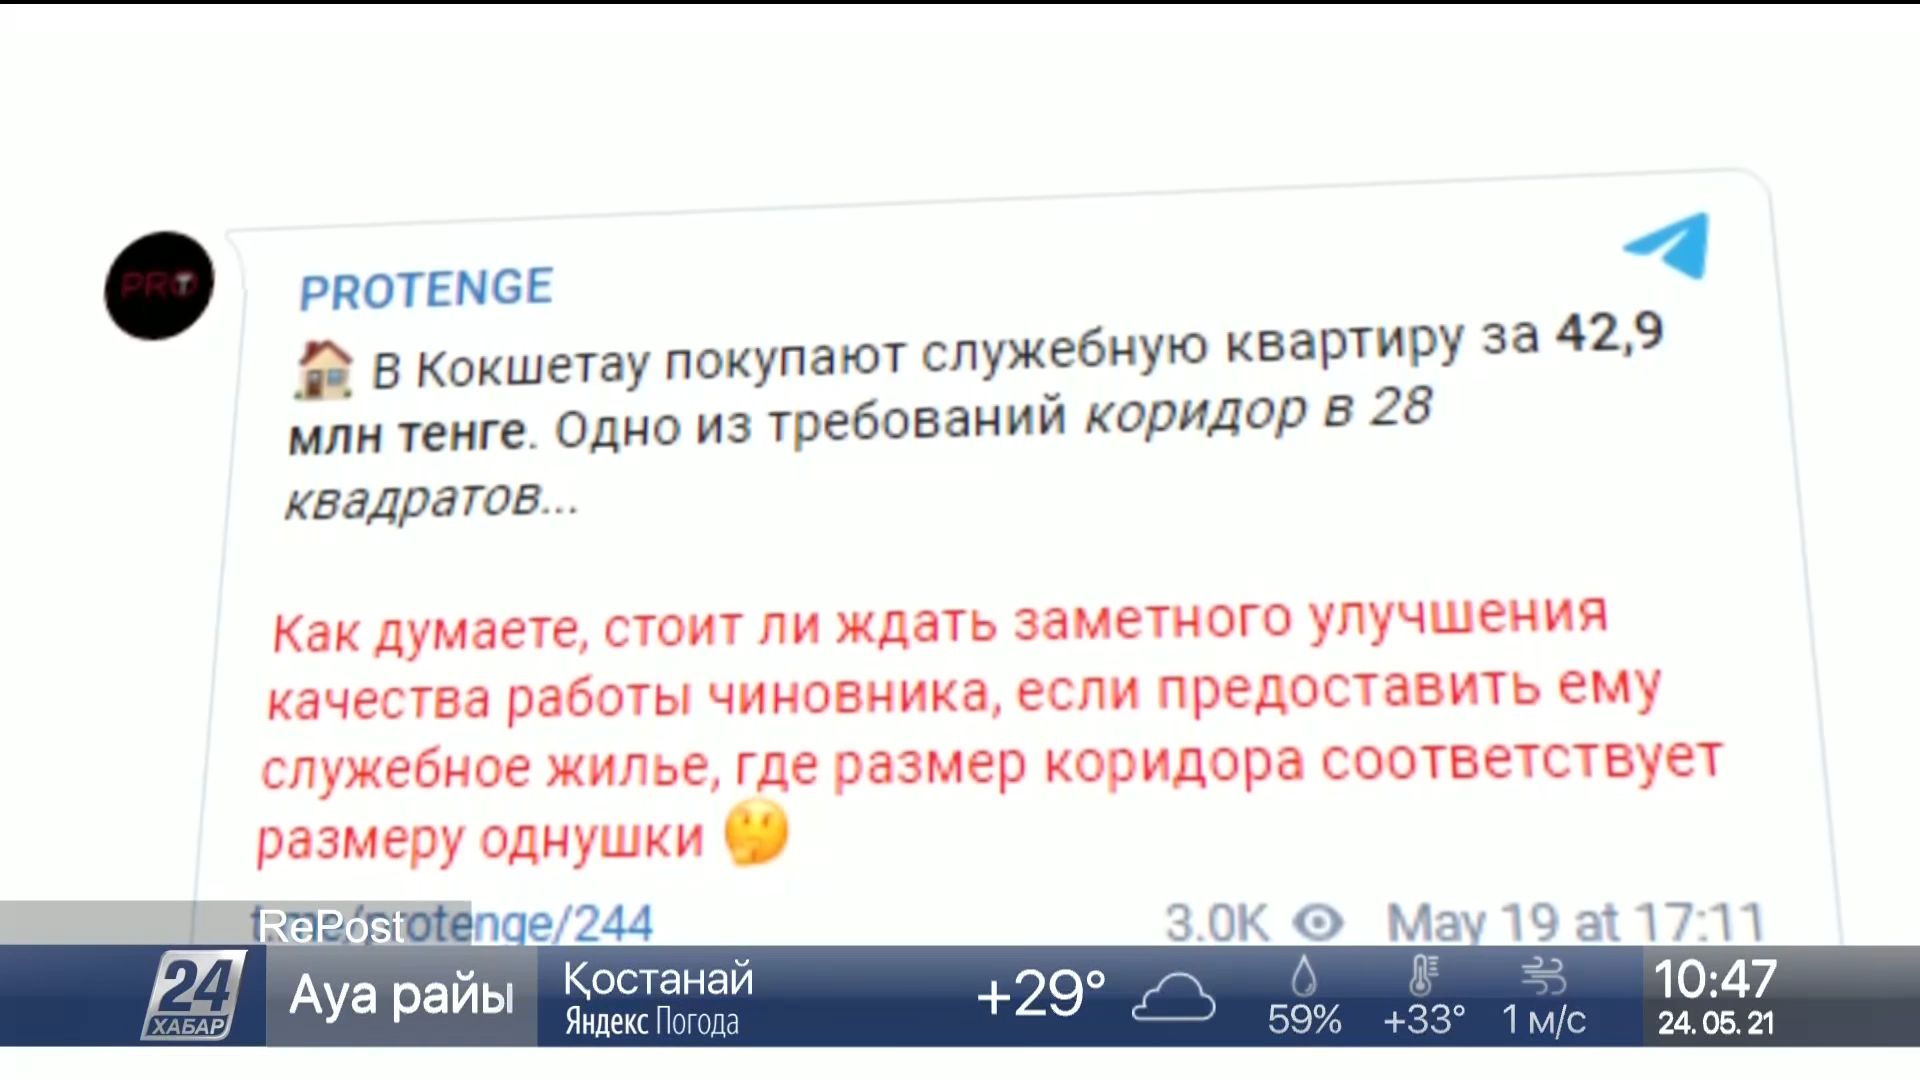 PROT
PROTENGE
В Кокшетау покупают служебную квартиру за 42,9
млн тенге. Одно из требований коридор в 28
квадратов...
Как думаете, стоит ли ждать заметного улучшения
качества работы чиновника, если предоставить ему
служебное жилье, где размер коридора соответствует
размеру однушки
t.me/protenge/244
3.0K
May 19 at 17:11
RePost
24
ХАБАР
Ауа райы
Қостанай
Яндекс Погода
+29°
59%
+33°
1 м/с
10:47
24.05.21